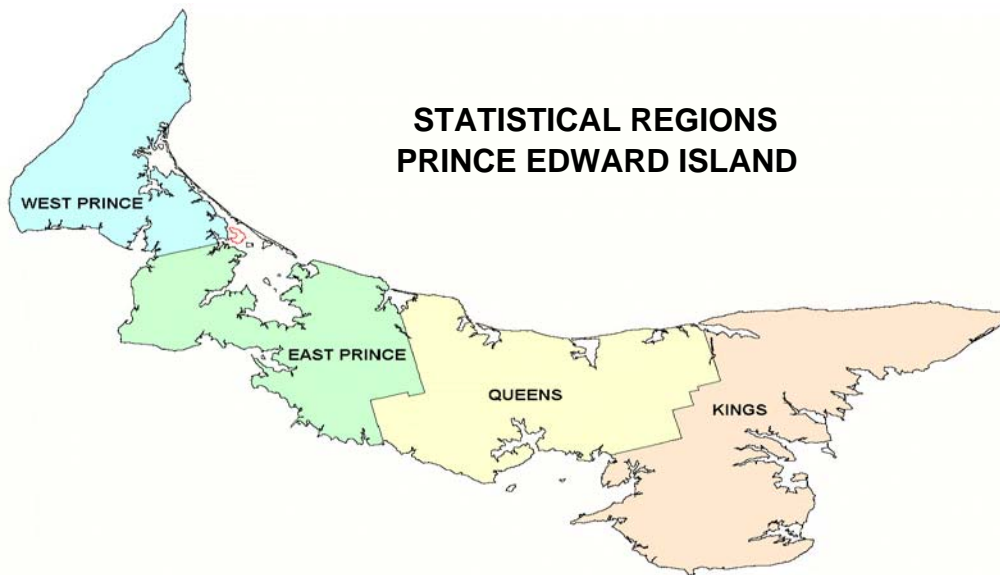 STATISTICAL REGIONS
PRINCE EDWARD ISLAND
WEST PRINCE
EAST PRINCE
QUEENS
KINGS